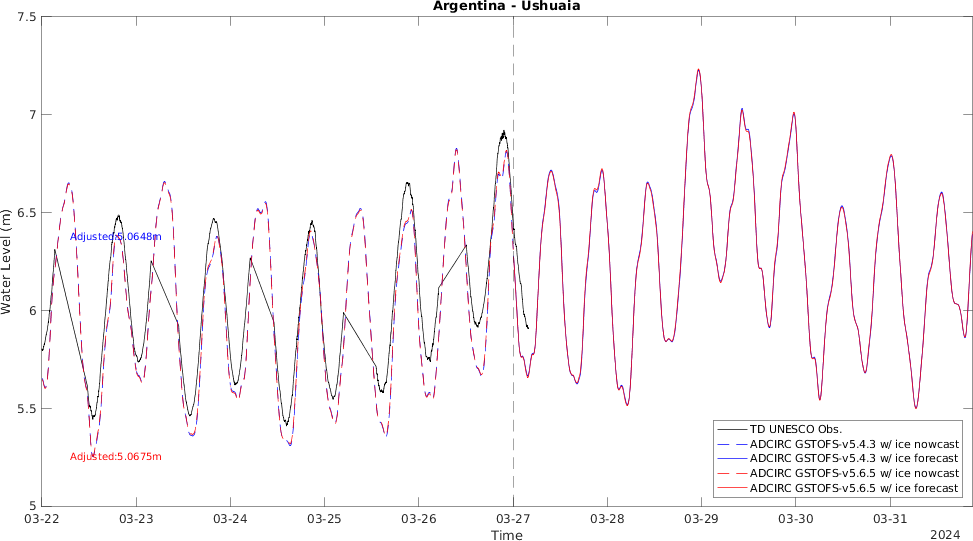 Argentina - Ushuaia
7.5
7
6.5
6
5.5
5
Water Level (m)
Adjusted:5.0648m
Adjusted:5.0675m
TD UNESCO Obs.
ADCIRC GSTOFS-v5.4.3 w/ ice nowcast
ADCIRC GSTOFS-v5.4.3 w/ ice forecast
ADCIRC GSTOFS-v5.6.5 w/ ice nowcast
ADCIRC GSTOFS-v5.6.5 w/ ice forecast
03-22 03-23 03-24 03-25 03-26 03-27 03-28 03-29 03-30 03-31
Time
2024